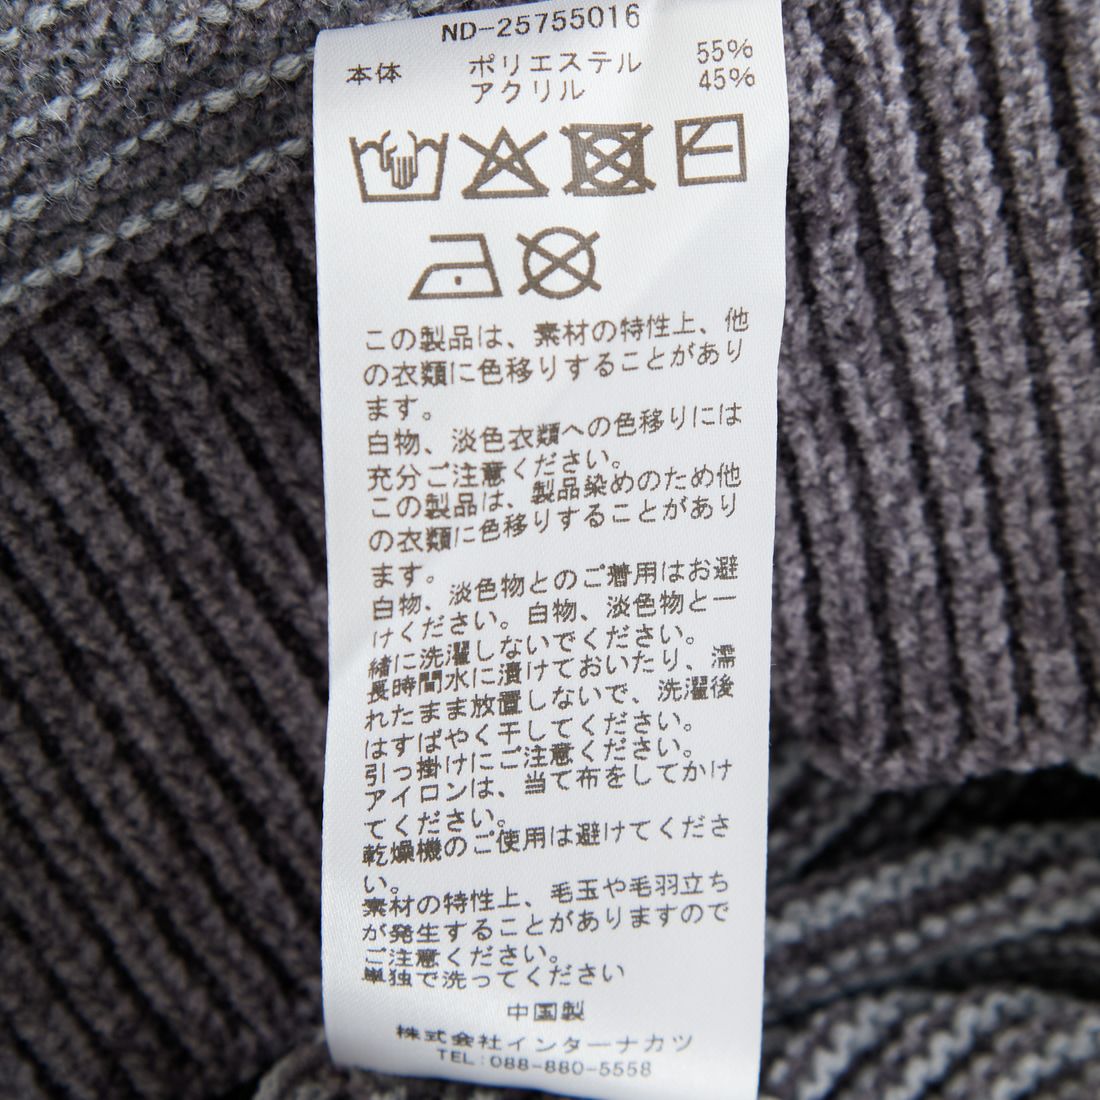 ND-25755016
本体 ポリエステル 55%
アクリル 45%
この製品は、素材の特性上、他
の衣類に色移りすることがあり
ます。
白物、淡色衣類への色移りには
充分ご注意ください。
この製品は、製品染めのため他
の衣類に色移りすることがあり
ます。
白物、淡色物とのご着用はお避
けください。白物、淡色物と一
緒に洗濯しないでください。
長時間水に漬けておいたり、濡
れたまま放置しないで、洗濯後
はすばやく干してください。
引っ掛けにご注意ください。
アイロンは、当て布をしてかけ
てください。
乾燥機のご使用は避けてくださ
い。
素材の特性上、毛玉や毛羽立ち
が発生することがありますので
ご注意ください。
単独で洗ってください
中国製
株式会社インターナカツ
TEL:088-880-5558